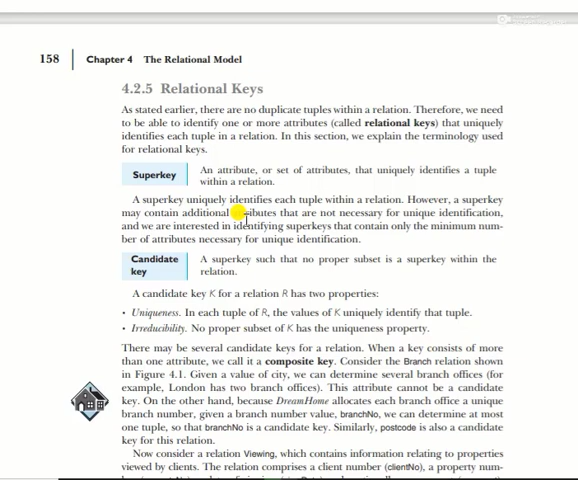 158 Chapter 4 The Relational Model
4.2.5 Relational Keys
As stated earlier, there are no duplicate tuples within a relation. Therefore, we need
to be able to identify one or more attributes (called relational keys) that uniquely
identifies each tuple in a relation. In this section, we explain the terminology used
for relational keys.
Superkey
An attribute, or set of attributes, that uniquely identifies a tuple
within a relation.
A superkey uniquely identifies each tuple within a relation. However, a superkey
may contain additional attributes that are not necessary for unique identification,
and we are interested in identifying superkeys that contain only the minimum num-
ber of attributes necessary for unique identification.
Candidate
key
A superkey such that no proper subset is a superkey within the
relation.
A candidate key K for a relation R has two properties:
• Uniqueness. In each tuple of R, the values of K uniquely identify that tuple.
• Irreducibility. No proper subset of K has the uniqueness property.
There may be several candidate keys for a relation. When a key consists of more
than one attribute, we call it a composite key. Consider the Branch relation shown
in Figure 4.1. Given a value of city, we can determine several branch offices (for
example, London has two branch offices). This attribute cannot be a candidate
key. On the other hand, because DreamHome allocates each branch office a unique
branch number, given a branch number value, branchNo, we can determine at most
one tuple, so that branchNo is a candidate key. Similarly, postcode is also a candidate
key for this relation.
Now consider a relation Viewing, which contains information relating to properties
viewed by clients. The relation comprises a client number (clientNo), a property num-